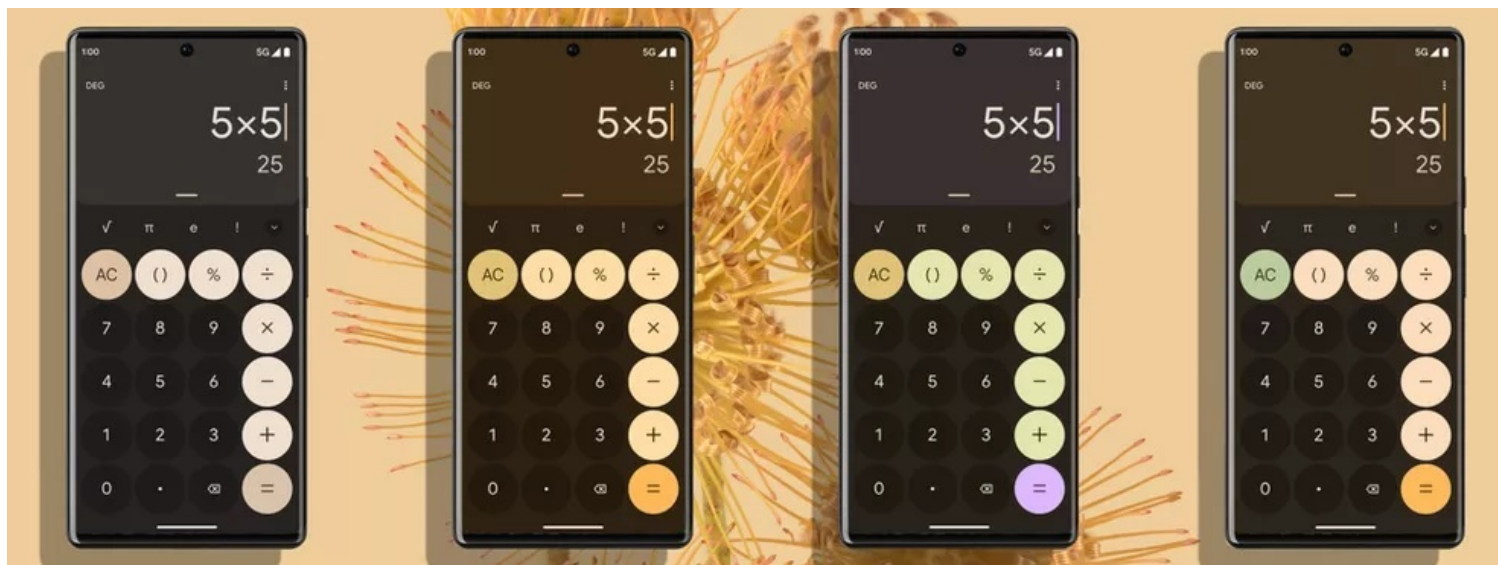 1:00 5G
DEG
5×5
25
√ π e !
AC () % ÷
7 8 9 ×
4 5 6 −
1 2 3 +
0 . =
1:00 5G
DEG
5×5
25
√ π e !
AC () % ÷
7 8 9 ×
4 5 6 −
1 2 3 +
0 . =
1:00 5G
DEG
5×5
25
√ π e !
AC () % ÷
7 8 9 ×
4 5 6 −
1 2 3 +
0 . =
1:00 5G
DEG
5×5
25
√ π e !
AC () % ÷
7 8 9 ×
4 5 6 −
1 2 3 +
0 . =